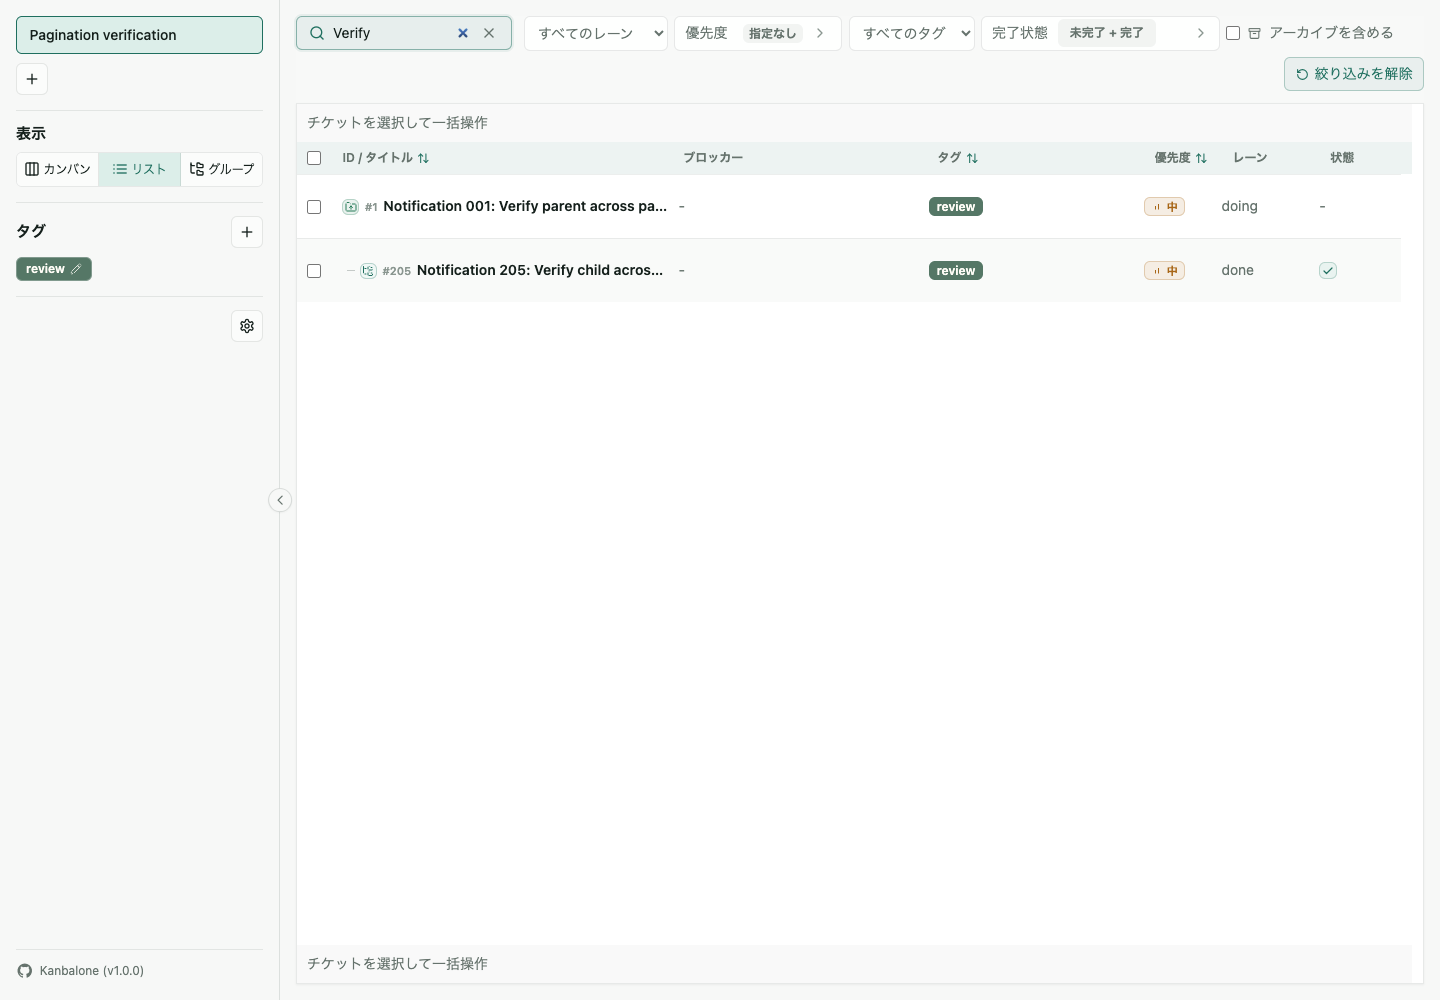 Pagination verification
表示
カンバン リスト グループ
タグ
review
Kanbalone (v1.0.0)
Verify すべてのレーン 優先度 指定なし すべてのタグ 完了状態 未完了 + 完了 アーカイブを含める
絞り込みを解除
チケットを選択して一括操作
ID / タイトル ブロッカー タグ 優先度 レーン 状態
#1 Notification 001: Verify parent across pa... - review 中 doing -
#205 Notification 205: Verify child acros... - review 中 done
チケットを選択して一括操作